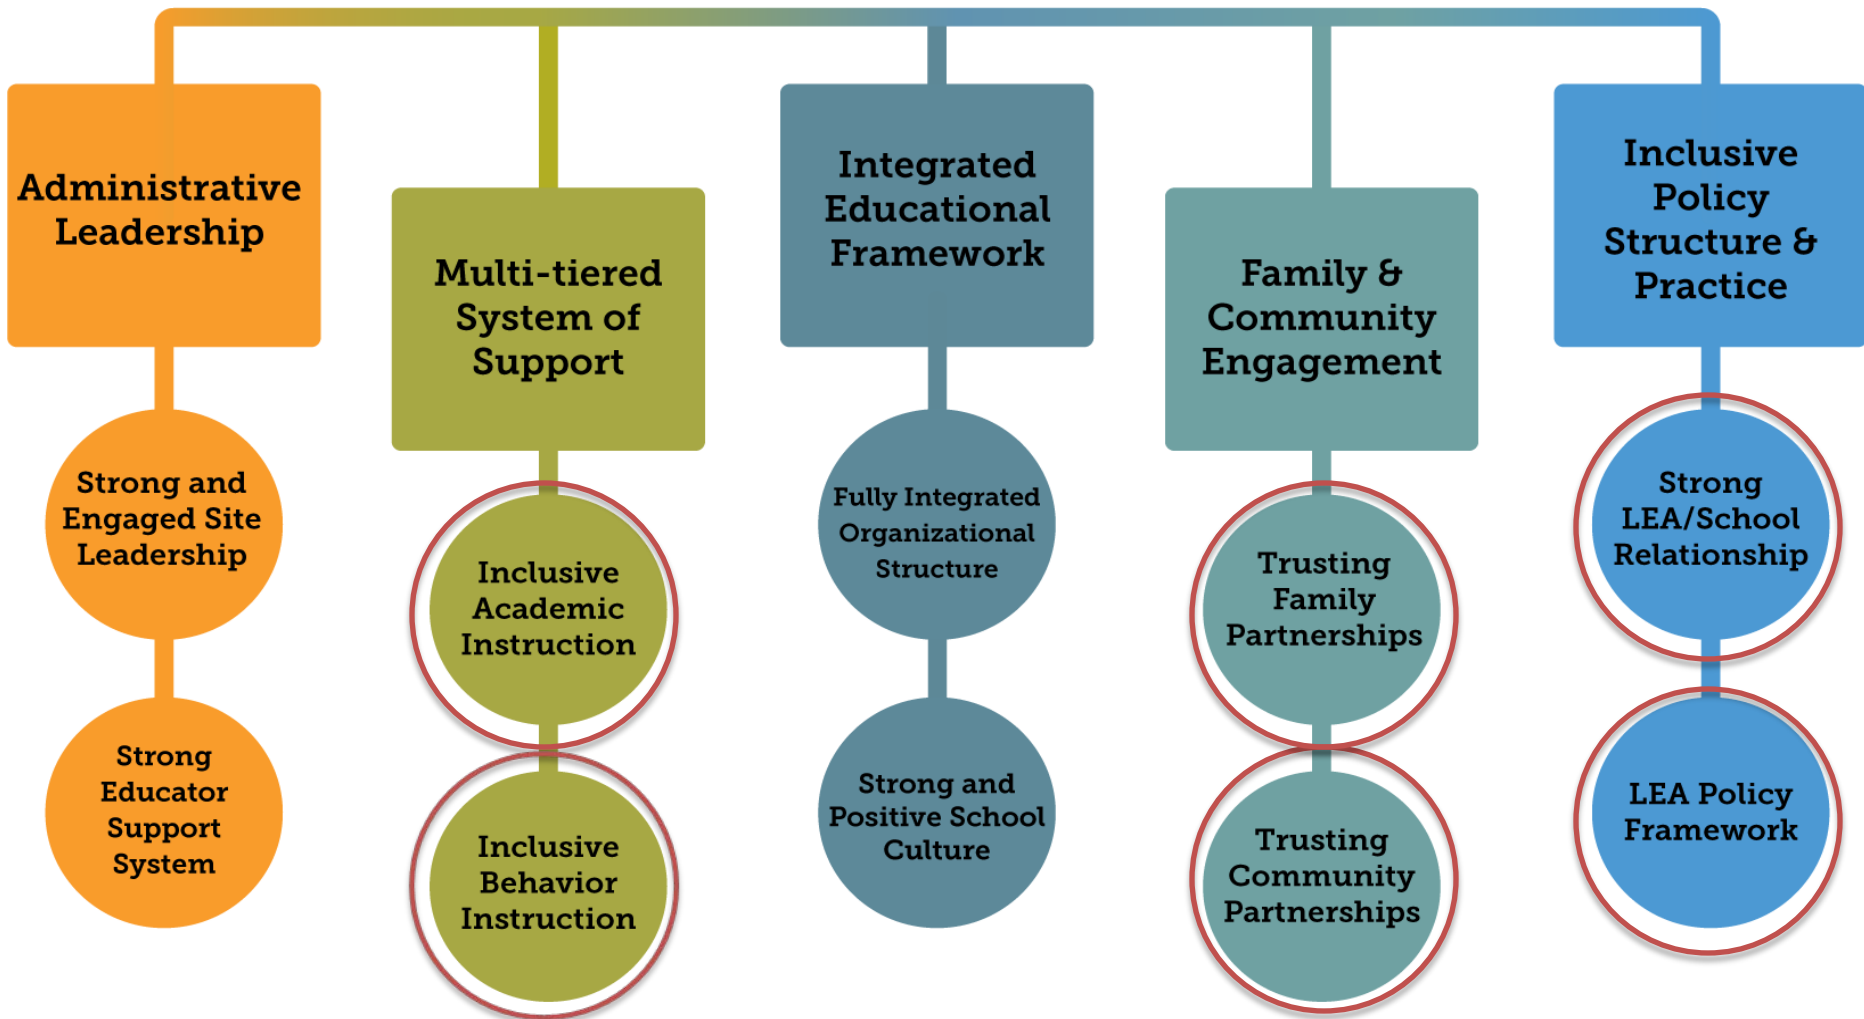 Administrative
Leadership
Strong and
Engaged Site
Leadership
Strong
Educator
Support
System
Multi-tiered
System of
Support
Inclusive
Academic
Instruction
Inclusive
Behavior
Instruction
Integrated
Educational
Framework
Fully Integrated
Organizational
Structure
Strong and
Positive School
Culture
Family &
Community
Engagement
Trusting
Family
Partnerships
Trusting
Community
Partnerships
Inclusive
Policy
Structure &
Practice
Strong
LEA/School
Relationship
LEA Policy
Framework